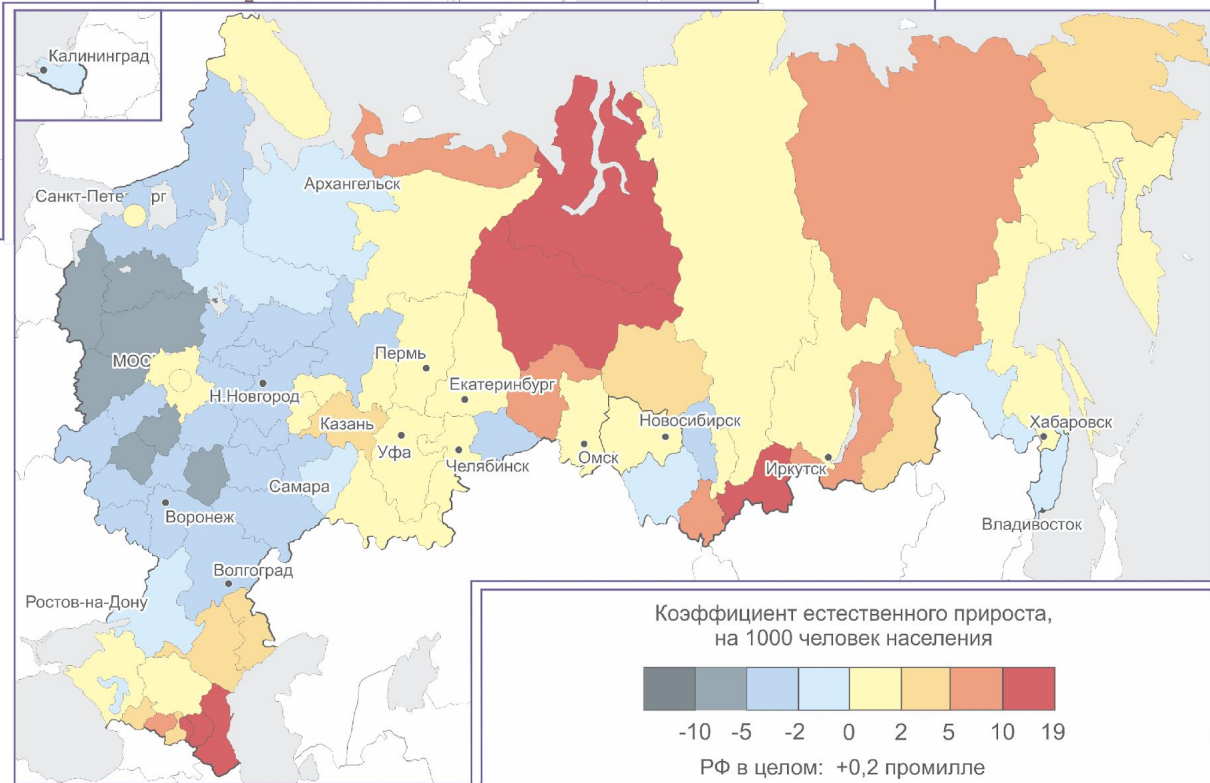 Калининград
Архангельск
Санкт-Пете рг
МОС
Пермь
Екатеринбург
Н.Новгород
Казань
Новосибирск
Уфа
Хабаровск
Челябинск
Омск
Иркутск
Самара
Воронеж
Владивосток
Волгоград
Ростов-на-Дону
Коэффициент естественного прироста,
на 1000 человек населения
-10 -5 -2 0 2 5 10 19
РФ в целом: +0,2 промилле